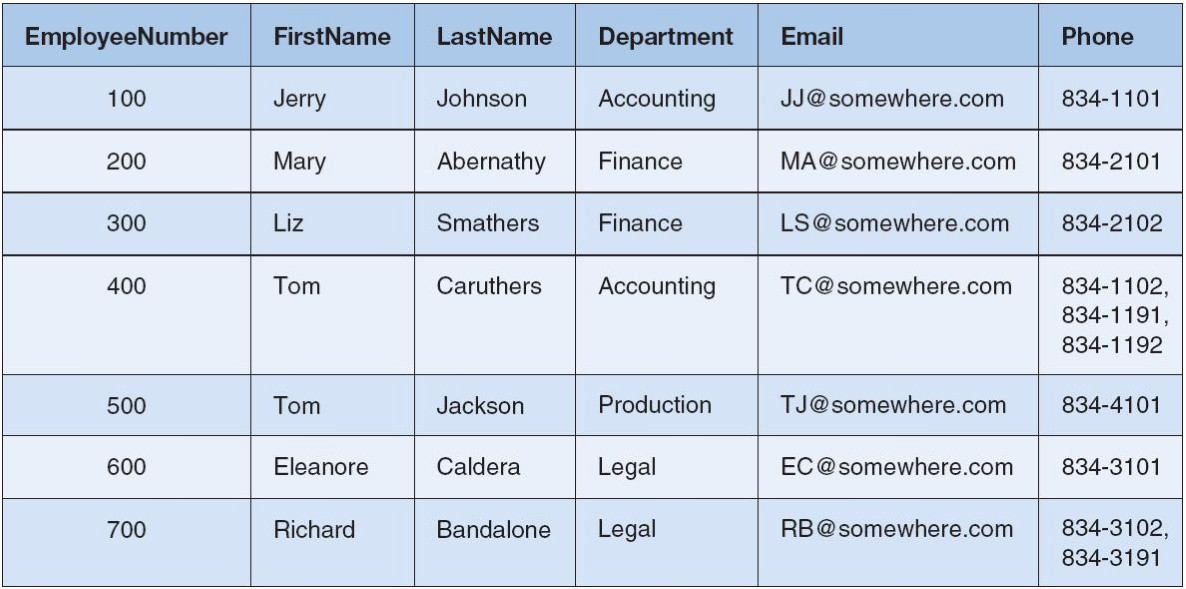 EmployeeNumber FirstName LastName Department Email Phone
100 Jerry Johnson Accounting JJ@somewhere.com 834-1101
200 Mary Abernathy Finance MA@somewhere.com 834-2101
300 Liz Smathers Finance LS@somewhere.com 834-2102
400 Tom Caruthers Accounting TC@somewhere.com 834-1102,
834-1191,
834-1192
500 Tom Jackson Production TJ@somewhere.com 834-4101
600 Eleanore Caldera Legal EC@somewhere.com 834-3101
700 Richard Bandalone Legal RB@somewhere.com 834-3102,
834-3191